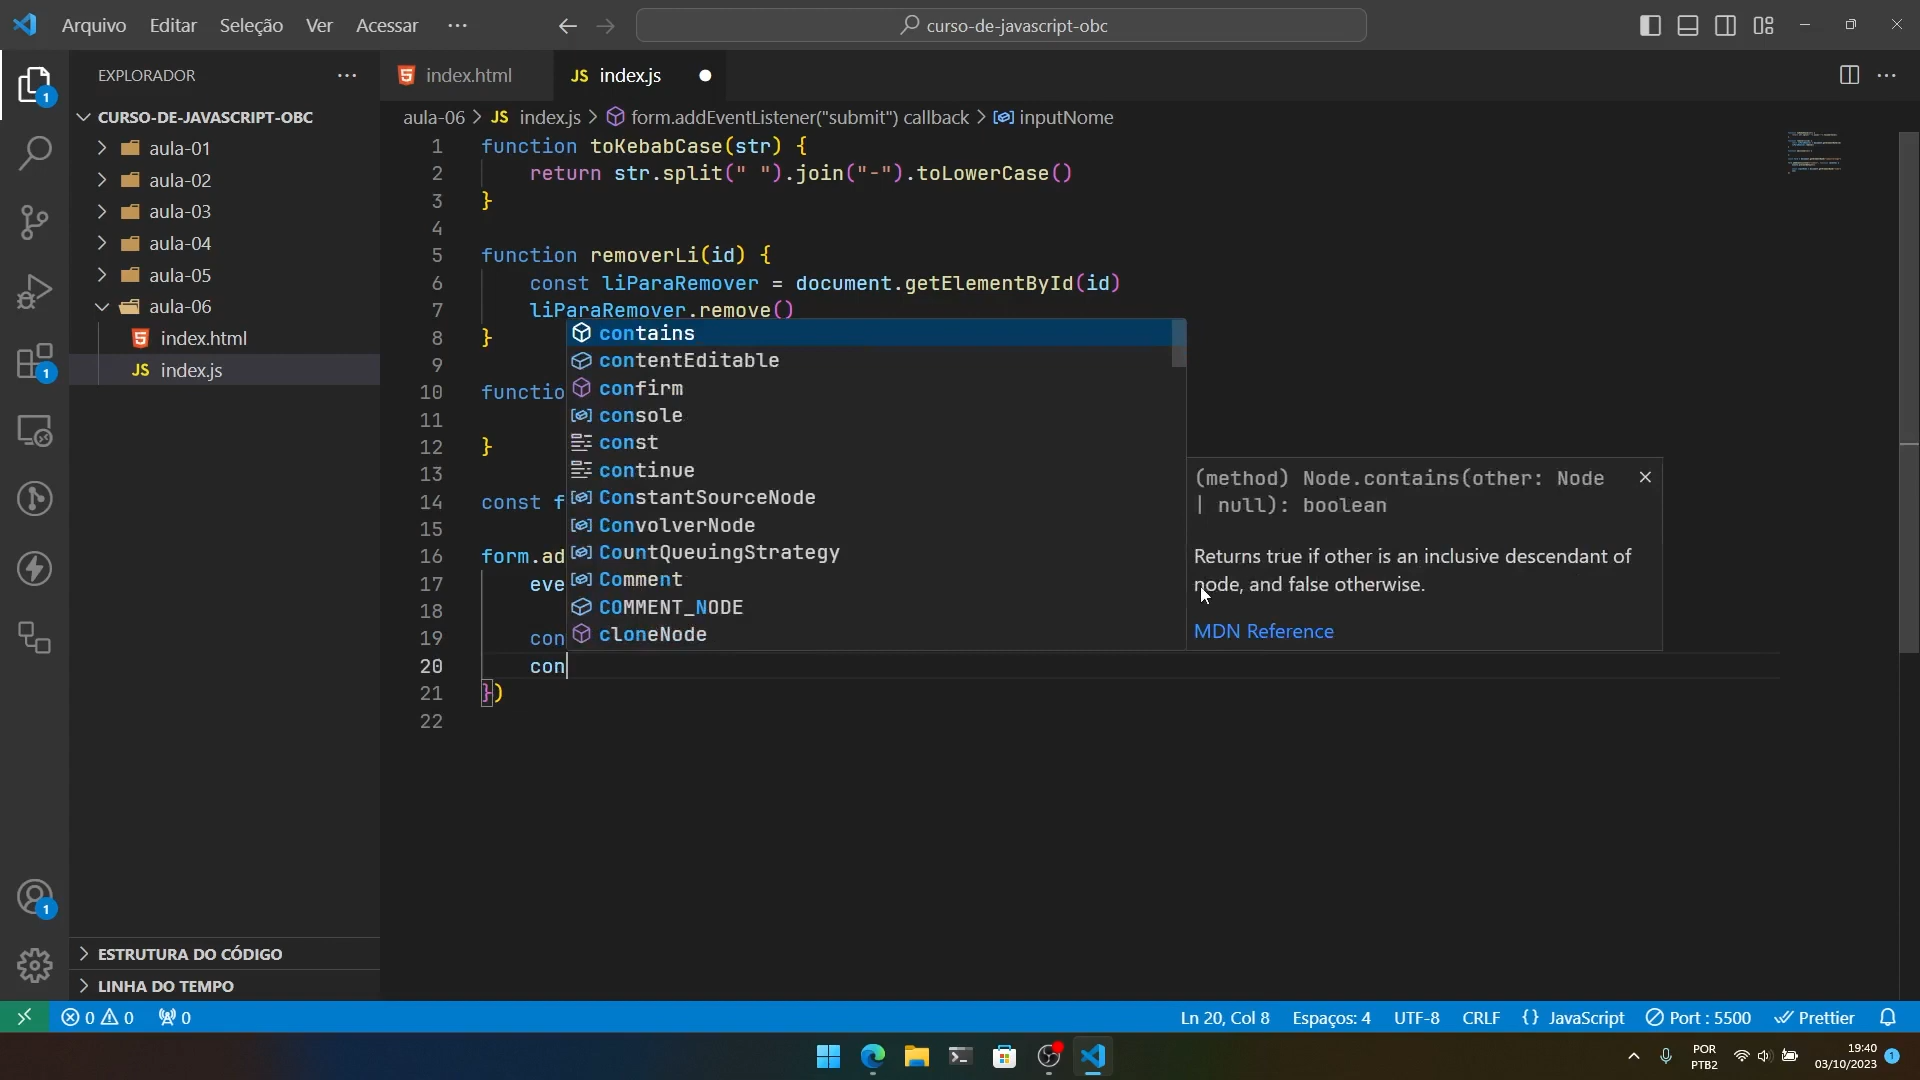 Arquivo Editar Seleção Ver Acessar ··· curso-de-javascript-obc
EXPLORADOR ···
CURSO-DE-JAVASCRIPT-OBC
aula-01
aula-02
aula-03
aula-04
aula-05
aula-06
index.html
JS index.js
ESTRUTURA DO CÓDIGO
LINHA DO TEMPO
index.html JS index.js
aula-06 > JS index.js > form.addEventListener("submit") callback > inputNome
1 function toKebabCase(str) {
2 return str.split(" ").join("-").toLowerCase()
3 }
4
5 function removerLi(id) {
6 const liParaRemover = document.getElementById(id)
7 liParaRemover.remove()
8 }
9
10 functio
11
12 }
13
14 const f
15
16 form.ad
17 eve
18
19 con
20 con
21 })
22
contains
contentEditable
confirm
console
const
continue
ConstantSourceNode
ConvolverNode
CountQueuingStrategy
Comment
COMMENT_NODE
cloneNode
(method) Node.contains(other: Node
| null): boolean
Returns true if other is an inclusive descendant of
node, and false otherwise.
MDN Reference
1
1
1
0 0 0 Ln 20, Col 8 Espaços: 4 UTF-8 CRLF {} JavaScript Port : 5500 Prettier
POR
PTB2
19:40
03/10/2023
1